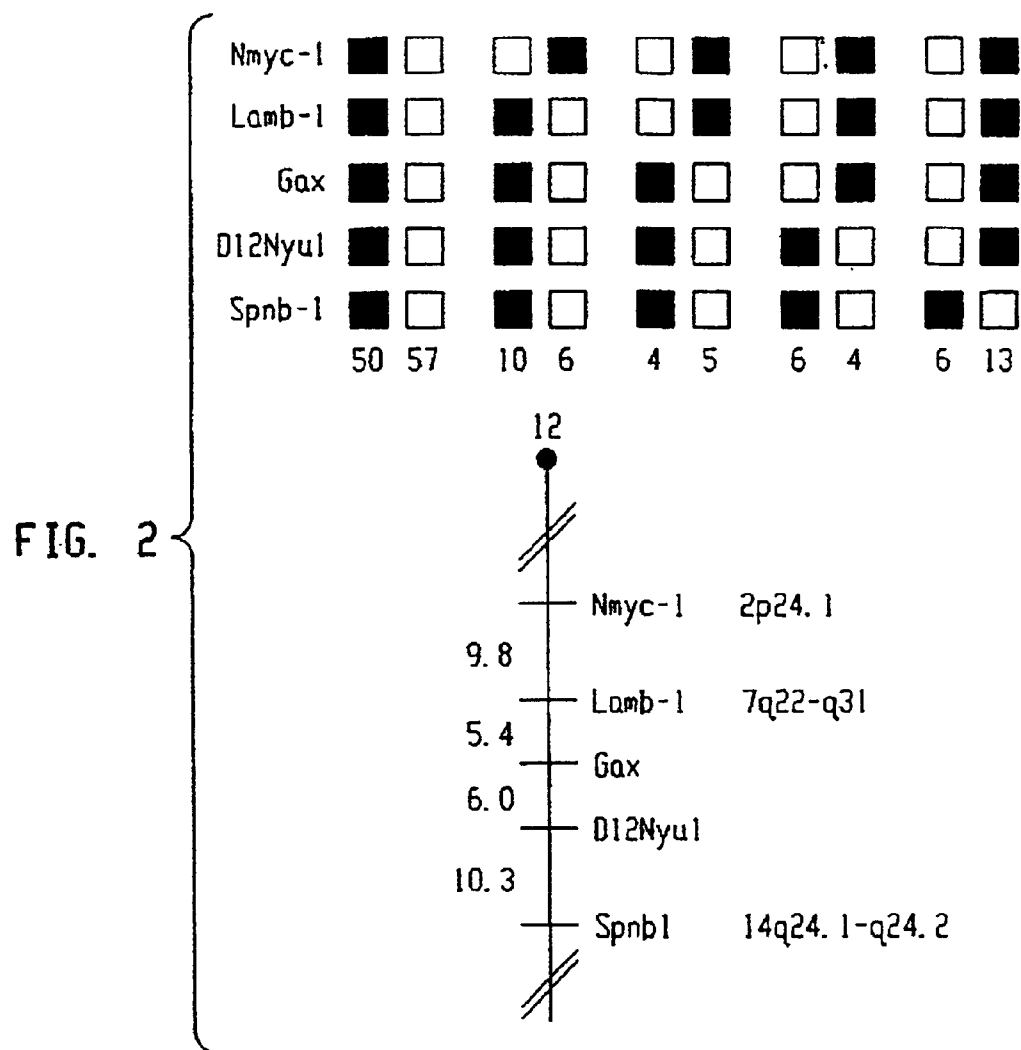 Nmyc-1
Lamb-1
Gax
D12Nyu1
Spnb-1
50 57 10 6 4 5 6 4 6 13
12
FIG. 2
Nmyc-1 2p24.1
9.8
Lamb-1 7q22-q31
5.4
Gax
6.0
D12Nyu1
10.3
Spnb1 14q24.1-q24.2